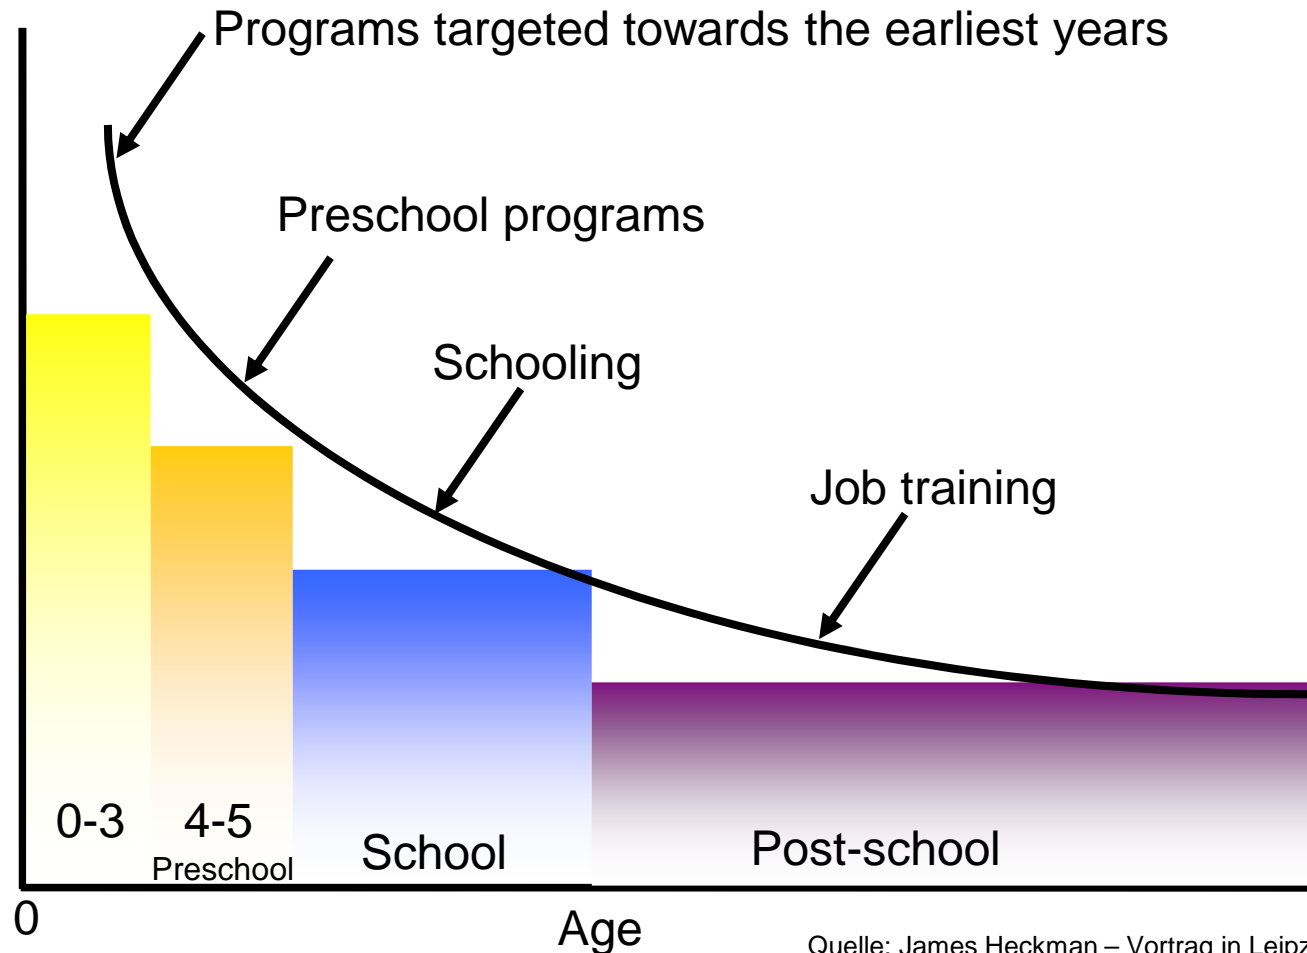 Programs targeted towards the earliest years
Preschool programs
Schooling
Job training
0-3
4-5
Preschool
School
Post-school
0
Age
Quelle: James Heckman – Vortrag in Leipz